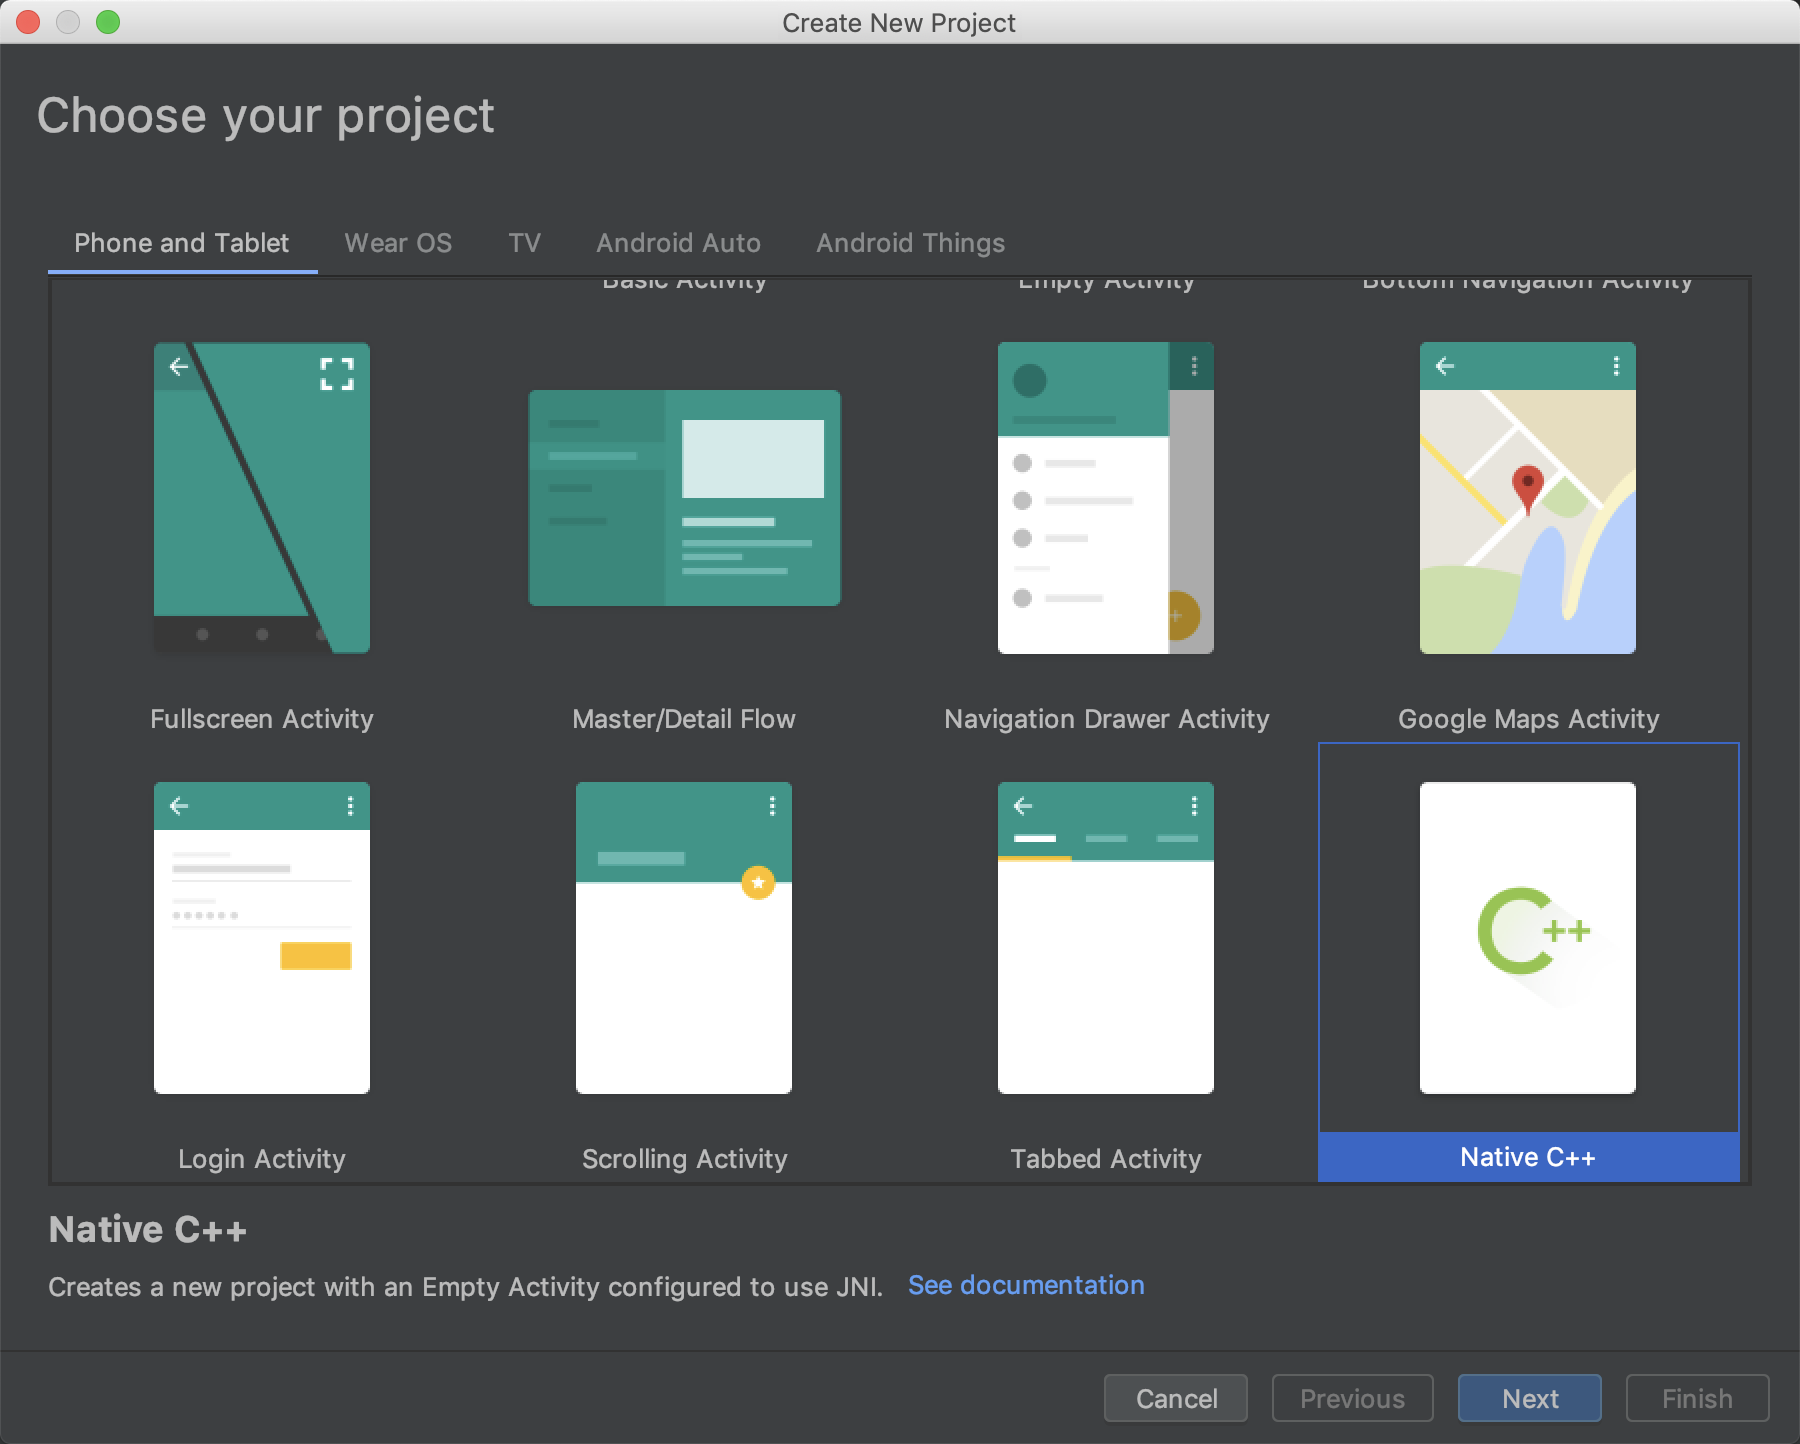 Create New Project
Choose your project
Phone and Tablet Wear OS TV Android Auto Android Things
Basic Activity Empty Activity Bottom Navigation Activity
Fullscreen Activity Master/Detail Flow Navigation Drawer Activity Google Maps Activity
C++
Login Activity Scrolling Activity Tabbed Activity Native C++
Native C++
Creates a new project with an Empty Activity configured to use JNI. See documentation
Cancel Previous Next Finish